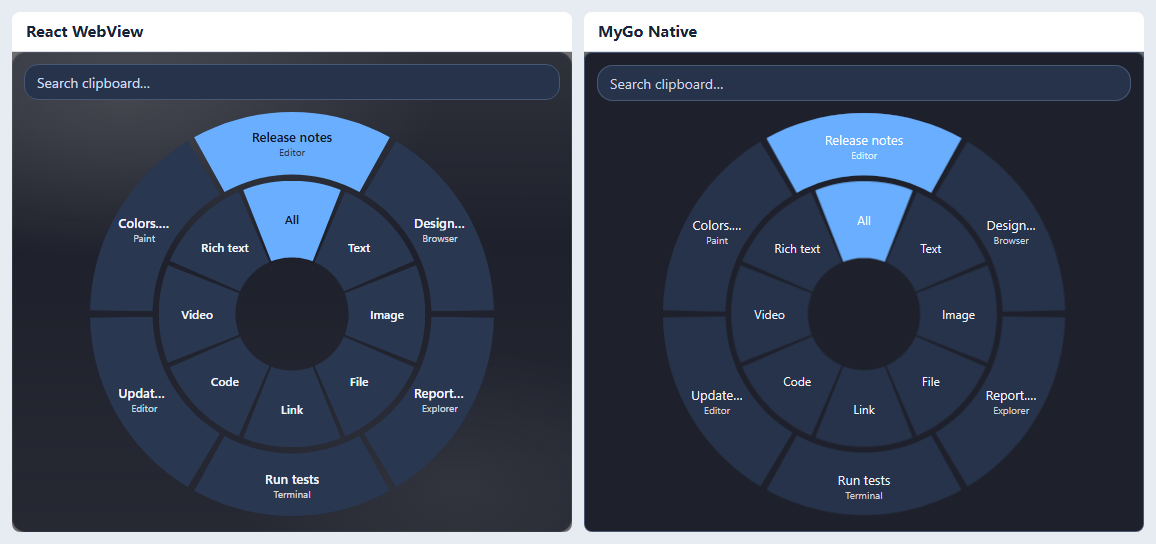 React WebView
Search clipboard...
Release notes
Editor
All
Colors....
Paint
Rich text
Text
Design...
Browser
Video
Image
Code
File
Link
Updat...
Editor
Report....
Explorer
Run tests
Terminal
MyGo Native
Search clipboard...
Release notes
Editor
All
Colors....
Paint
Rich text
Text
Design...
Browser
Video
Image
Code
File
Link
Update...
Editor
Report....
Explorer
Run tests
Terminal